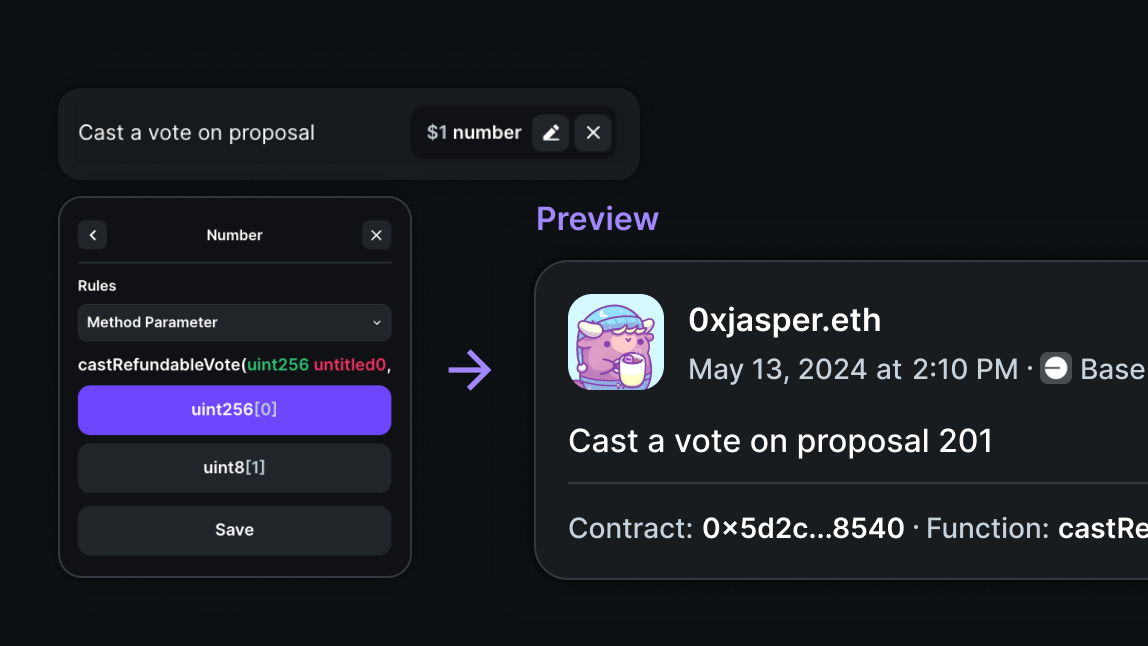 Cast a vote on proposal $1 number
Number
Rules
Method Parameter
castRefundableVote(uint256 untitled0,
uint256[0]
uint8[1]
Save
Preview
0xjasper.eth
May 13, 2024 at 2:10 PM · Base
Cast a vote on proposal 201
Contract: 0×5d2c...8540 · Function: castRe